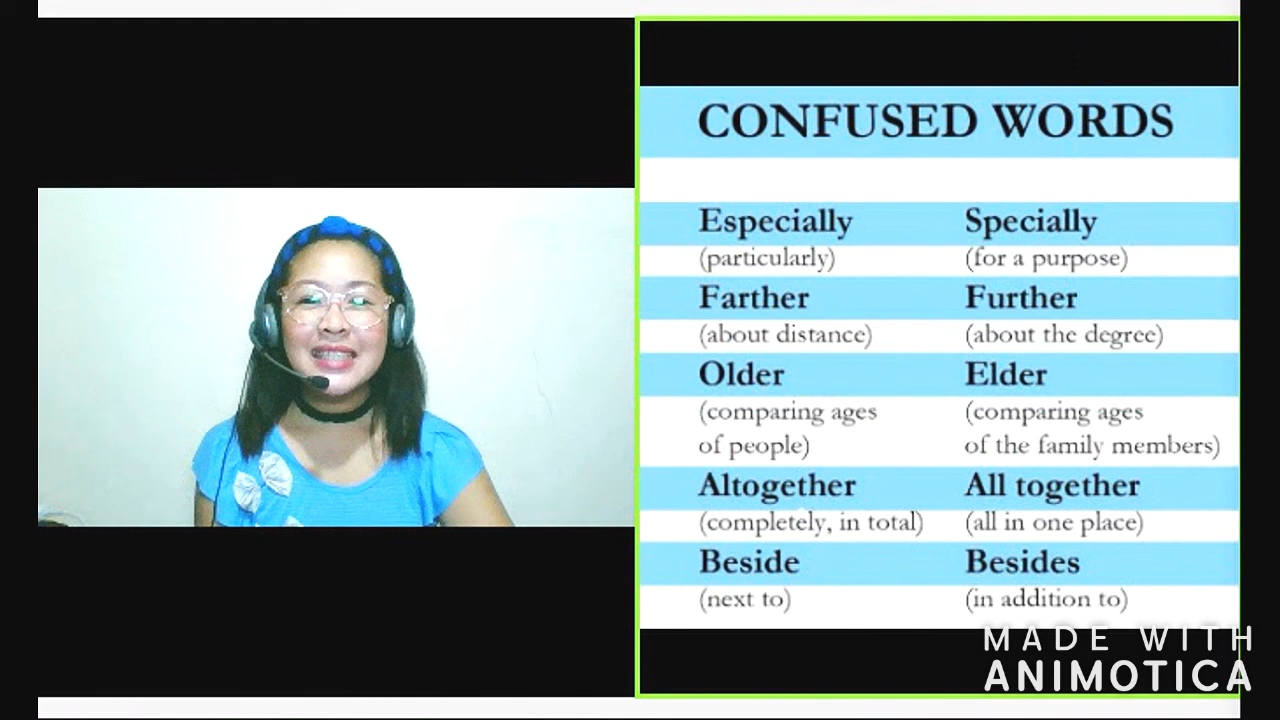 CONFUSED WORDS
Especially Specially
(particularly) (for a purpose)
Farther Further
(about distance) (about the degree)
Older Elder
(comparing ages (comparing ages
of people) of the family members)
Altogether All together
(completely, in total) (all in one place)
Beside Besides
(next to) (in addition to)
MADE WITH
ANIMOTICA